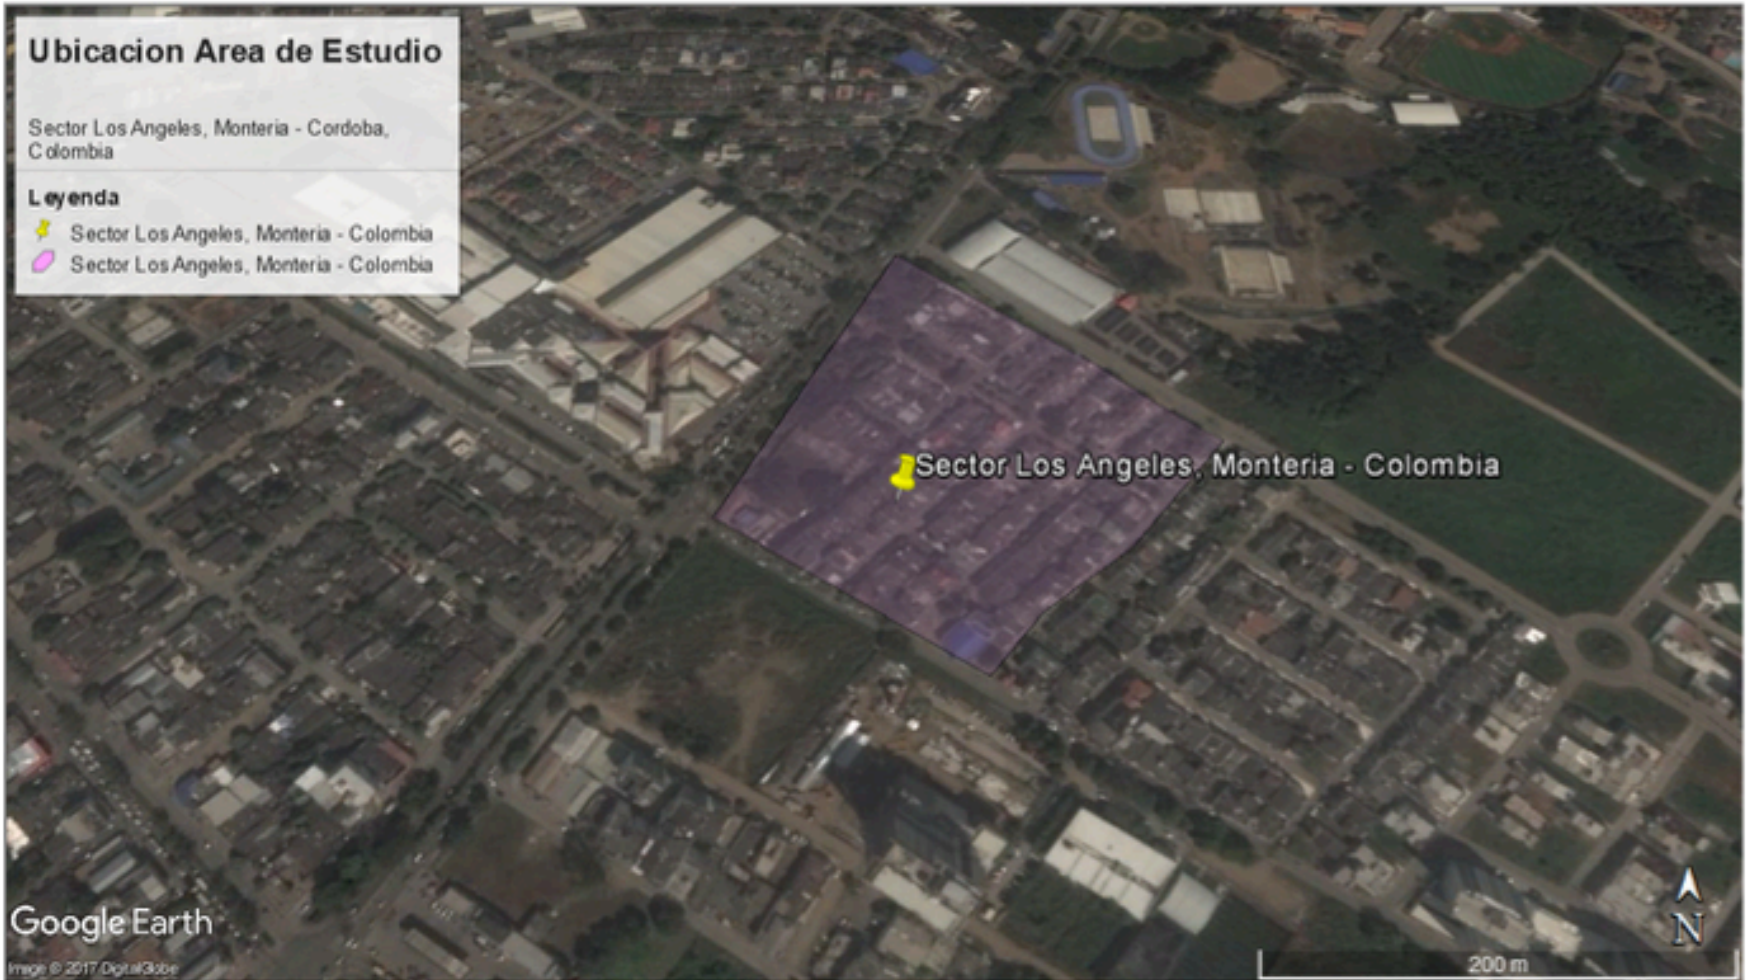 Ubicacion Area de Estudio
Sector Los Angeles, Monteria - Cordoba,
Colombia
Leyenda
Sector Los Angeles, Monteria - Colombia
Sector Los Angeles, Monteria - Colombia
Sector Los Angeles, Monteria - Colombia
Google Earth
Image © 2017 DigitalGlobe
N
200 m